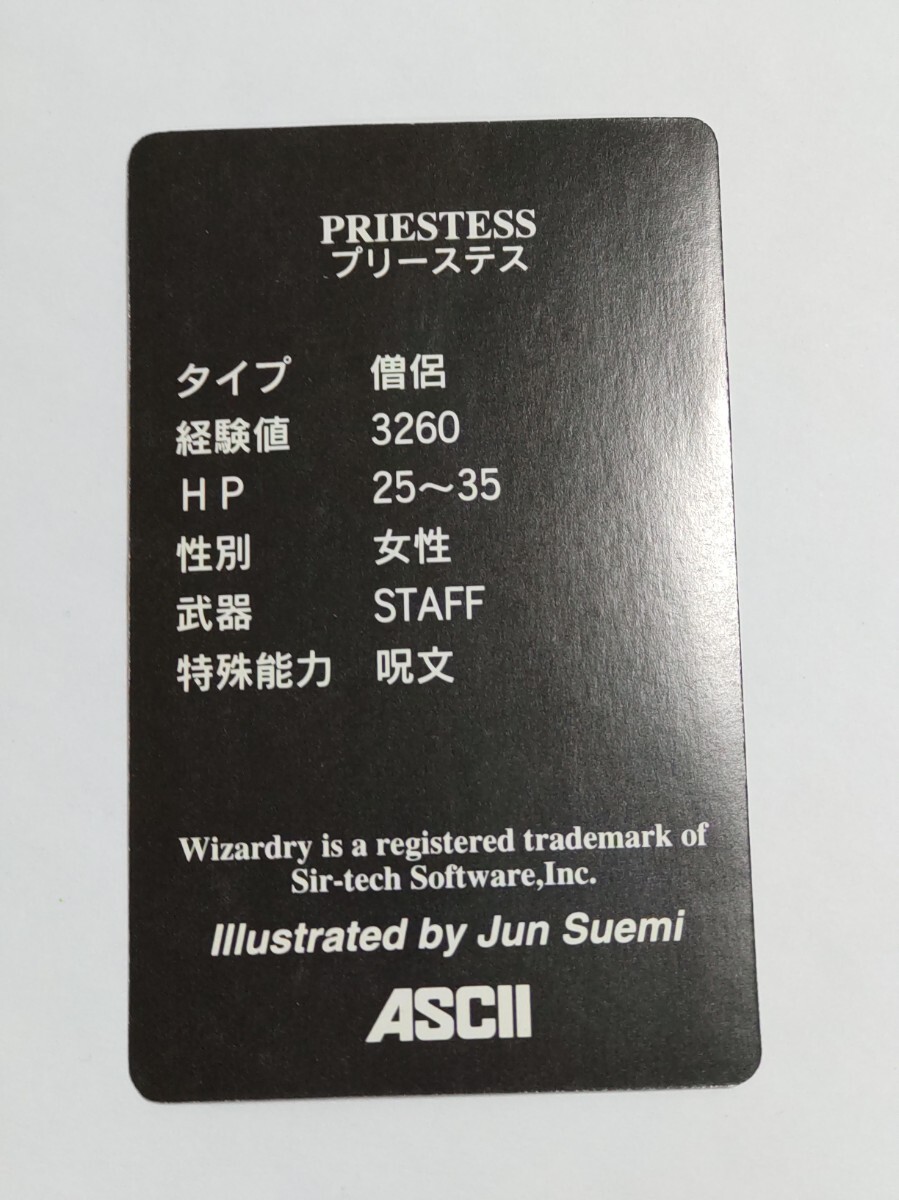 PRIESTESS
プリーステス
タイプ 僧侶
経験値 3260
HP 25〜35
性別 女性
武器 STAFF
特殊能力 呪文
Wizardry is a registered trademark of
Sir-tech Software,Inc.
Illustrated by Jun Suemi
ASCII